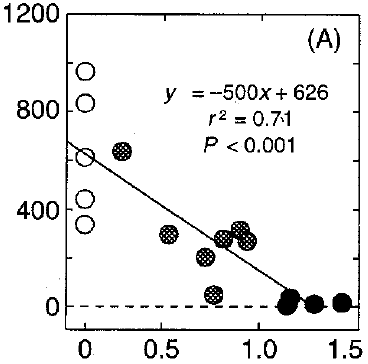 1200
(A)
800
y = −500x + 626
r² = 0.71
P < 0.001
400
0
0 0.5 1.0 1.5